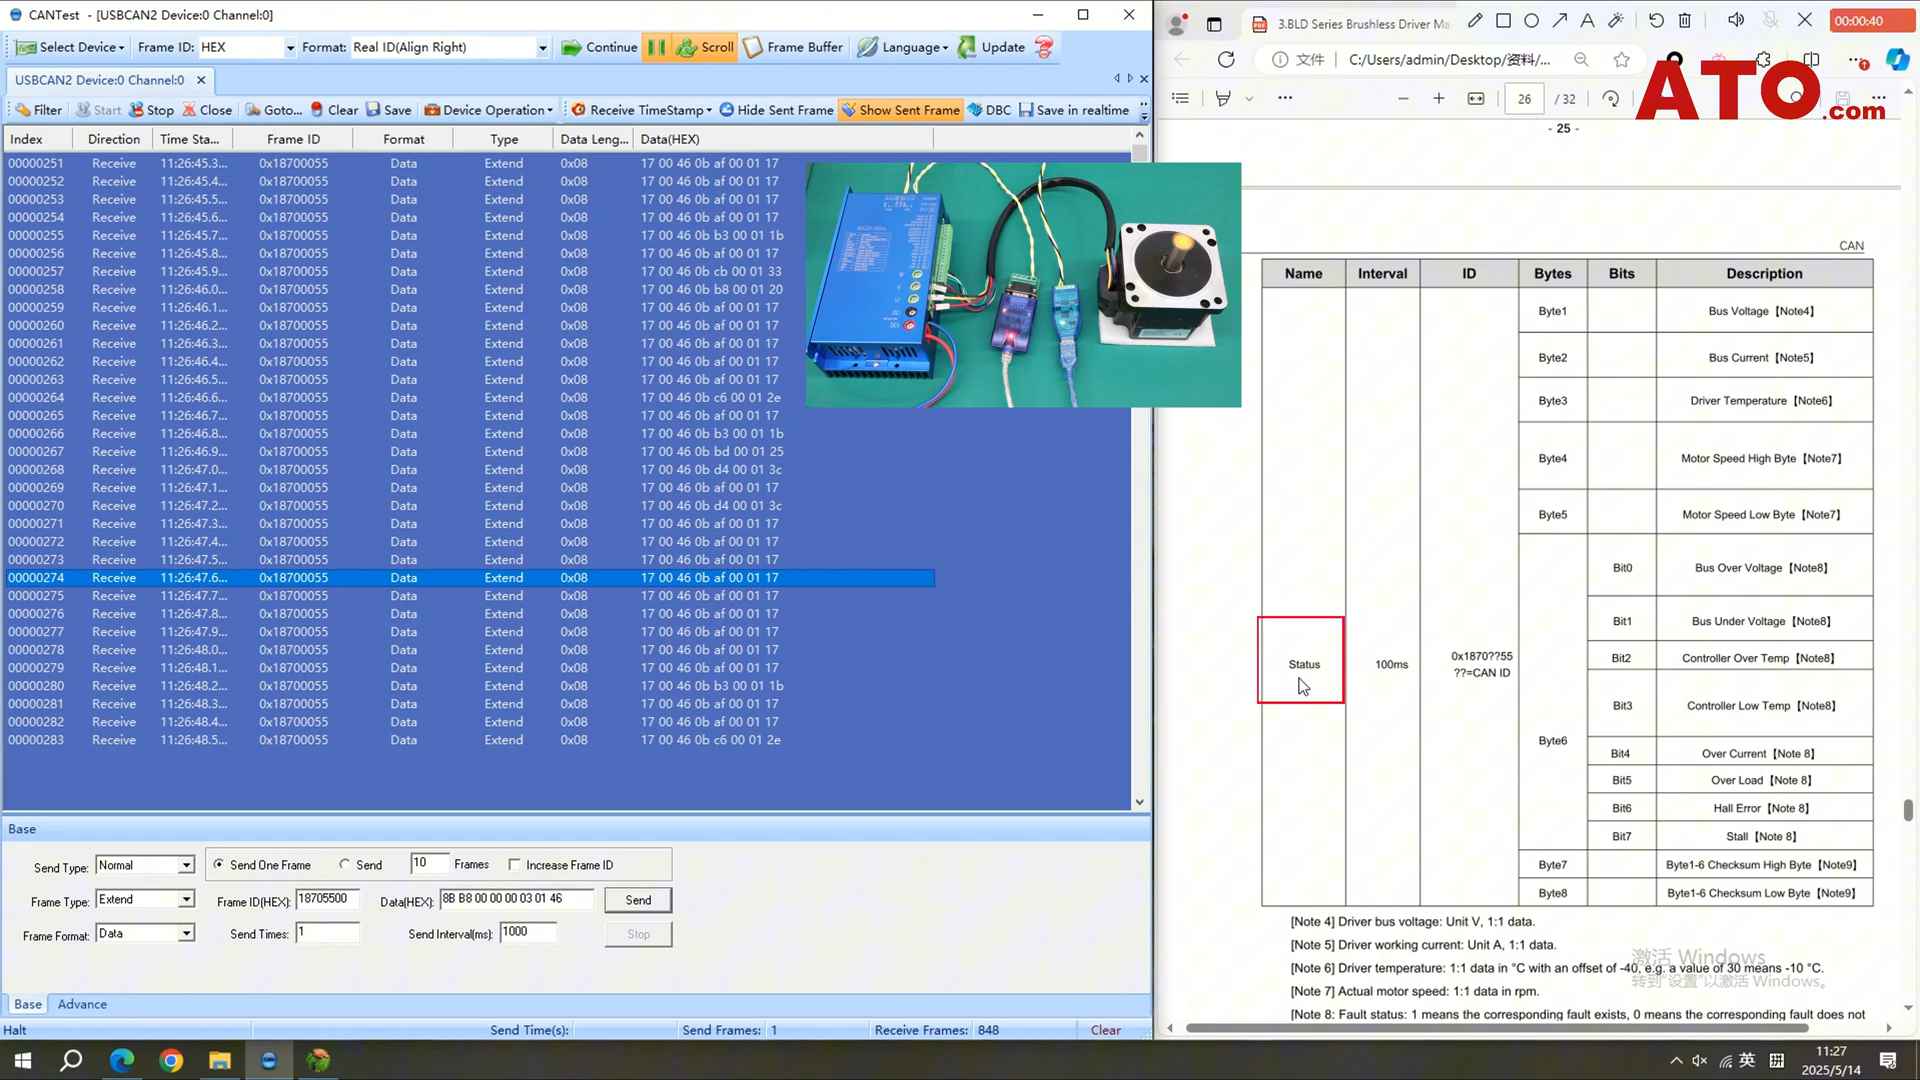 CANTest - [USBCAN2 Device:0 Channel:0]
Select Device Frame ID: HEX Format: Real ID(Align Right) Continue Scroll Frame Buffer Language Update
USBCAN2 Device:0 Channel:0
Filter Start Stop Close Goto... Clear Save Device Operation Receive TimeStamp Hide Sent Frame Show Sent Frame DBC Save in realtime
Index Direction Time Sta... Frame ID Format Type Data Leng... Data(HEX)
00000251 Receive 11:26:45.3... 0x18700055 Data Extend 0x08 17 00 46 0b af 00 01 17
00000252 Receive 11:26:45.4... 0x18700055 Data Extend 0x08 17 00 46 0b af 00 01 17
00000253 Receive 11:26:45.5... 0x18700055 Data Extend 0x08 17 00 46 0b af 00 01 17
00000254 Receive 11:26:45.6... 0x18700055 Data Extend 0x08 17 00 46 0b af 00 01 17
00000255 Receive 11:26:45.7... 0x18700055 Data Extend 0x08 17 00 46 0b b3 00 01 1b
00000256 Receive 11:26:45.8... 0x18700055 Data Extend 0x08 17 00 46 0b af 00 01 17
00000257 Receive 11:26:45.9... 0x18700055 Data Extend 0x08 17 00 46 0b cb 00 01 33
00000258 Receive 11:26:46.0... 0x18700055 Data Extend 0x08 17 00 46 0b b8 00 01 20
00000259 Receive 11:26:46.1... 0x18700055 Data Extend 0x08 17 00 46 0b af 00 01 17
00000260 Receive 11:26:46.2... 0x18700055 Data Extend 0x08 17 00 46 0b af 00 01 17
00000261 Receive 11:26:46.3... 0x18700055 Data Extend 0x08 17 00 46 0b af 00 01 17
00000262 Receive 11:26:46.4... 0x18700055 Data Extend 0x08 17 00 46 0b af 00 01 17
00000263 Receive 11:26:46.5... 0x18700055 Data Extend 0x08 17 00 46 0b af 00 01 17
00000264 Receive 11:26:46.6... 0x18700055 Data Extend 0x08 17 00 46 0b c6 00 01 2e
00000265 Receive 11:26:46.7... 0x18700055 Data Extend 0x08 17 00 46 0b af 00 01 17
00000266 Receive 11:26:46.8... 0x18700055 Data Extend 0x08 17 00 46 0b b3 00 01 1b
00000267 Receive 11:26:46.9... 0x18700055 Data Extend 0x08 17 00 46 0b bd 00 01 25
00000268 Receive 11:26:47.0... 0x18700055 Data Extend 0x08 17 00 46 0b d4 00 01 3c
00000269 Receive 11:26:47.1... 0x18700055 Data Extend 0x08 17 00 46 0b af 00 01 17
00000270 Receive 11:26:47.2... 0x18700055 Data Extend 0x08 17 00 46 0b d4 00 01 3c
00000271 Receive 11:26:47.3... 0x18700055 Data Extend 0x08 17 00 46 0b af 00 01 17
00000272 Receive 11:26:47.4... 0x18700055 Data Extend 0x08 17 00 46 0b af 00 01 17
00000273 Receive 11:26:47.5... 0x18700055 Data Extend 0x08 17 00 46 0b af 00 01 17
00000274 Receive 11:26:47.6... 0x18700055 Data Extend 0x08 17 00 46 0b af 00 01 17
00000275 Receive 11:26:47.7... 0x18700055 Data Extend 0x08 17 00 46 0b af 00 01 17
00000276 Receive 11:26:47.8... 0x18700055 Data Extend 0x08 17 00 46 0b af 00 01 17
00000277 Receive 11:26:47.9... 0x18700055 Data Extend 0x08 17 00 46 0b af 00 01 17
00000278 Receive 11:26:48.0... 0x18700055 Data Extend 0x08 17 00 46 0b af 00 01 17
00000279 Receive 11:26:48.1... 0x18700055 Data Extend 0x08 17 00 46 0b af 00 01 17
00000280 Receive 11:26:48.2... 0x18700055 Data Extend 0x08 17 00 46 0b b3 00 01 1b
00000281 Receive 11:26:48.3... 0x18700055 Data Extend 0x08 17 00 46 0b af 00 01 17
00000282 Receive 11:26:48.4... 0x18700055 Data Extend 0x08 17 00 46 0b af 00 01 17
00000283 Receive 11:26:48.5... 0x18700055 Data Extend 0x08 17 00 46 0b c6 00 01 2e
Base
Send Type: Normal Send One Frame Send 10 Frames Increase Frame ID
Frame Type: Extend Frame ID(HEX): 18705500 Data(HEX): 8B B8 00 00 00 03 01 46 Send
Frame Format: Data Send Times: 1 Send Interval(ms): 1000 Stop
Base Advance
Halt Send Time(s): Send Frames: 1 Receive Frames: 848 Clear
3.BLD Series Brushless Driver Ma
00:00:40
文件 C:/Users/admin/Desktop/资料/...
26 / 32
ATO.com
- 25 -
CAN
Name Interval ID Bytes Bits Description
Byte1 Bus Voltage【Note4】
Byte2 Bus Current【Note5】
Byte3 Driver Temperature【Note6】
Byte4 Motor Speed High Byte【Note7】
Byte5 Motor Speed Low Byte【Note7】
Bit0 Bus Over Voltage【Note8】
Bit1 Bus Under Voltage【Note8】
Status 100ms 0x1870??55
??=CAN ID
Bit2 Controller Over Temp【Note8】
Bit3 Controller Low Temp【Note8】
Byte6
Bit4 Over Current【Note 8】
Bit5 Over Load【Note 8】
Bit6 Hall Error【Note 8】
Bit7 Stall【Note 8】
Byte7 Byte1-6 Checksum High Byte【Note9】
Byte8 Byte1-6 Checksum Low Byte【Note9】
[Note 4] Driver bus voltage: Unit V, 1:1 data.
[Note 5] Driver working current: Unit A, 1:1 data.
[Note 6] Driver temperature: 1:1 data in °C with an offset of -40, e.g. a value of 30 means -10 °C.
[Note 7] Actual motor speed: 1:1 data in rpm.
[Note 8: Fault status: 1 means the corresponding fault exists, 0 means the corresponding fault does not
激活 Windows
转到"设置"以激活 Windows。
英
11:27
2025/5/14